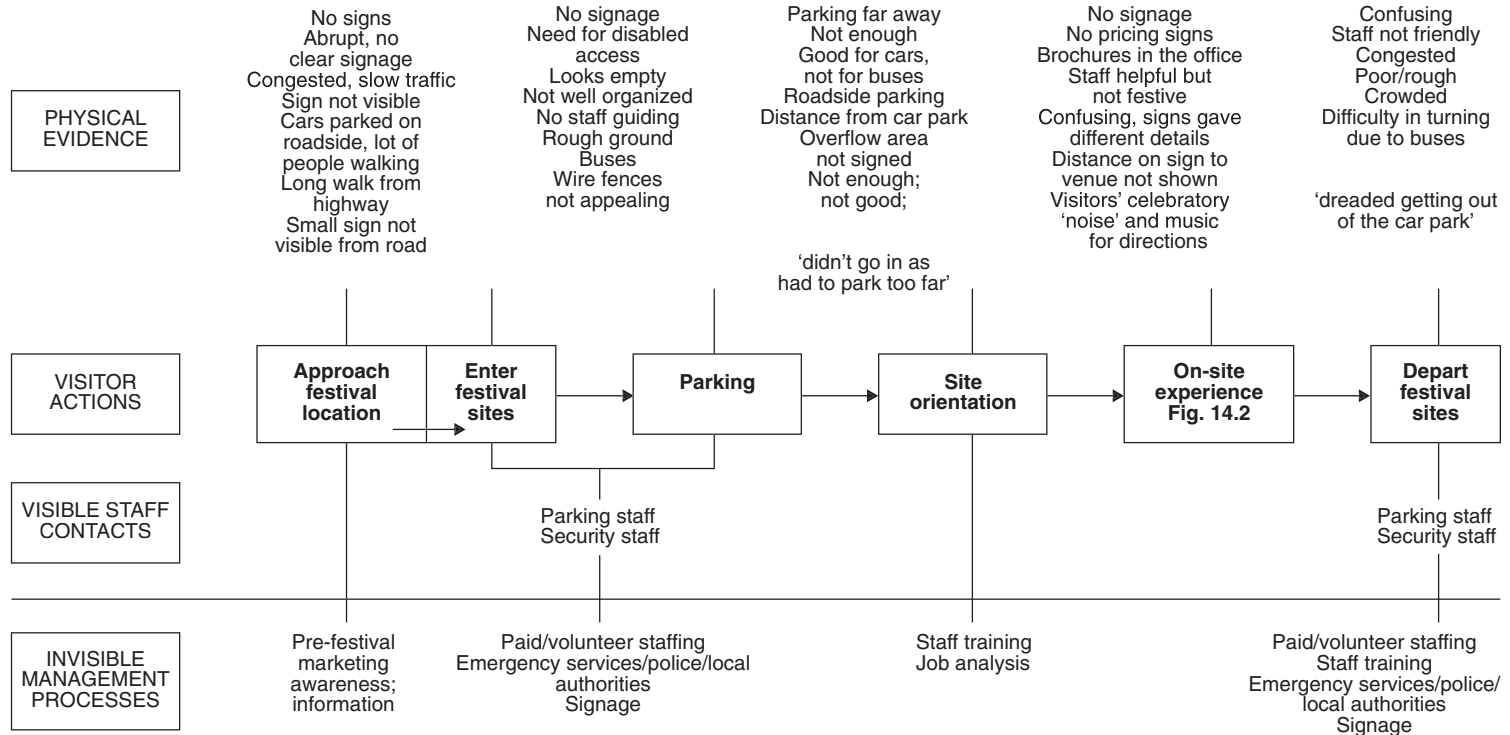 PHYSICAL
EVIDENCE
No signs
Abrupt, no
clear signage
Congested, slow traffic
Sign not visible
Cars parked on
roadside, lot of
people walking
Long walk from
highway
Small sign not
visible from road
No signage
Need for disabled
access
Looks empty
Not well organized
No staff guiding
Rough ground
Buses
Wire fences
not appealing
Parking far away
Not enough
Good for cars,
not for buses
Roadside parking
Distance from car park
Overflow area
not signed
Not enough;
not good;
‘didn’t go in as
had to park too far’
No signage
No pricing signs
Brochures in the office
Staff helpful but
not festive
Confusing, signs gave
different details
Distance on sign to
venue not shown
Visitors’ celebratory
‘noise’ and music
for directions
Confusing
Staff not friendly
Congested
Poor/rough
Crowded
Difficulty in turning
due to buses
‘dreaded getting out
of the car park’
VISITOR
ACTIONS
Approach
festival
location
Enter
festival
sites
Parking
Site
orientation
On-site
experience
Fig. 14.2
Depart
festival
sites
VISIBLE STAFF
CONTACTS
Parking staff
Security staff
Parking staff
Security staff
INVISIBLE
MANAGEMENT
PROCESSES
Pre-festival
marketing
awareness;
information
Paid/volunteer staffing
Emergency services/police/local
authorities
Signage
Staff training
Job analysis
Paid/volunteer staffing
Staff training
Emergency services/police/
local authorities
Signage